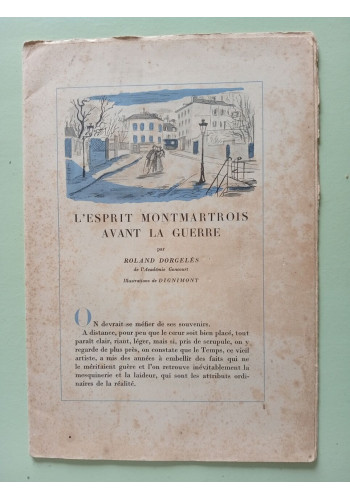 L'ESPRIT MONTMARTROIS
AVANT LA GUERRE
par
ROLAND DORGELÈS
de l'Académie Goncourt
Illustrations de DIGNIMONT
ON devrait se méfier de ses souvenirs.
A distance, pour peu que le cœur soit bien placé, tout
paraît clair, riant, léger, mais si, pris de scrupule, on y
regarde de plus près, on constate que le Temps, ce vieil
artiste, a mis des années à embellir des faits qui ne
le méritaient guère et l'on retrouve inévitablement la
mesquinerie et la laideur, qui sont les attributs ordi-
naires de la réalité.